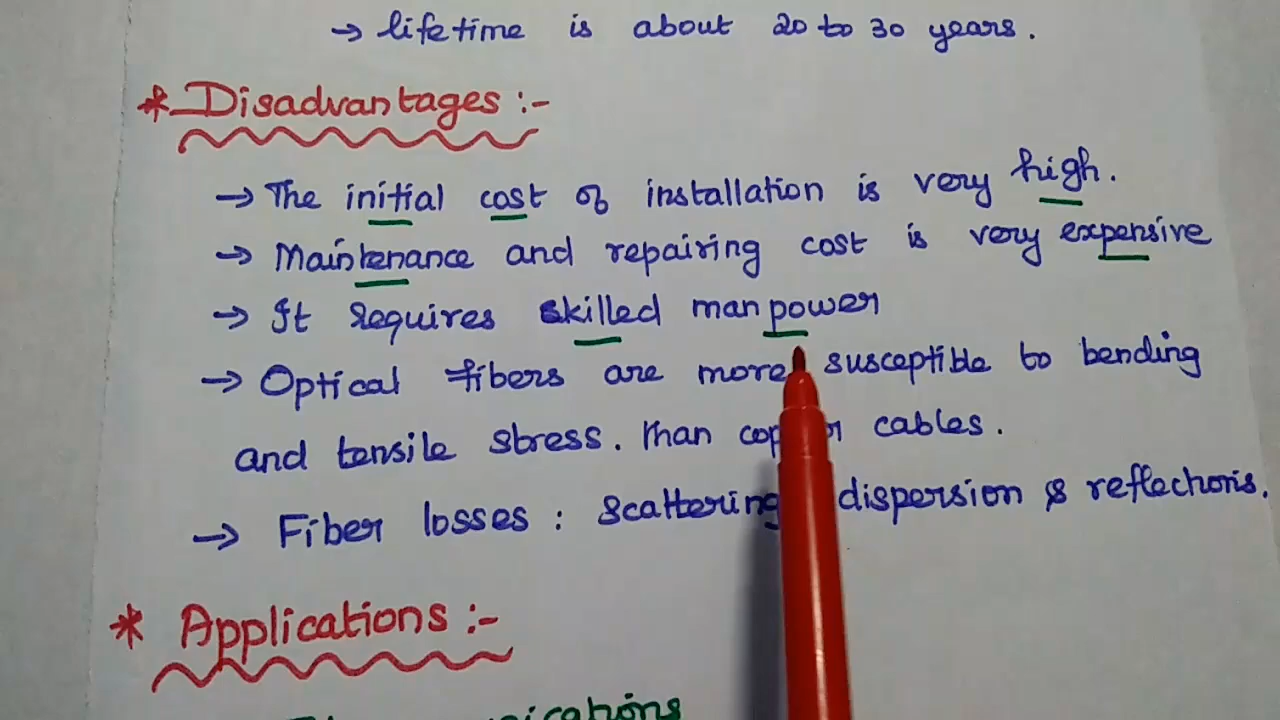 → lifetime is about 20 to 30 years.
* Disadvantages :-
→ The initial cost of installation is very high.
→ Maintenance and repairing cost is very expensive
→ It requires skilled manpower
→ Optical fibers are more susceptible to bending
and tensile stress. than cables.
→ Fiber losses : scattering dispersion & reflections.
* Applications :-